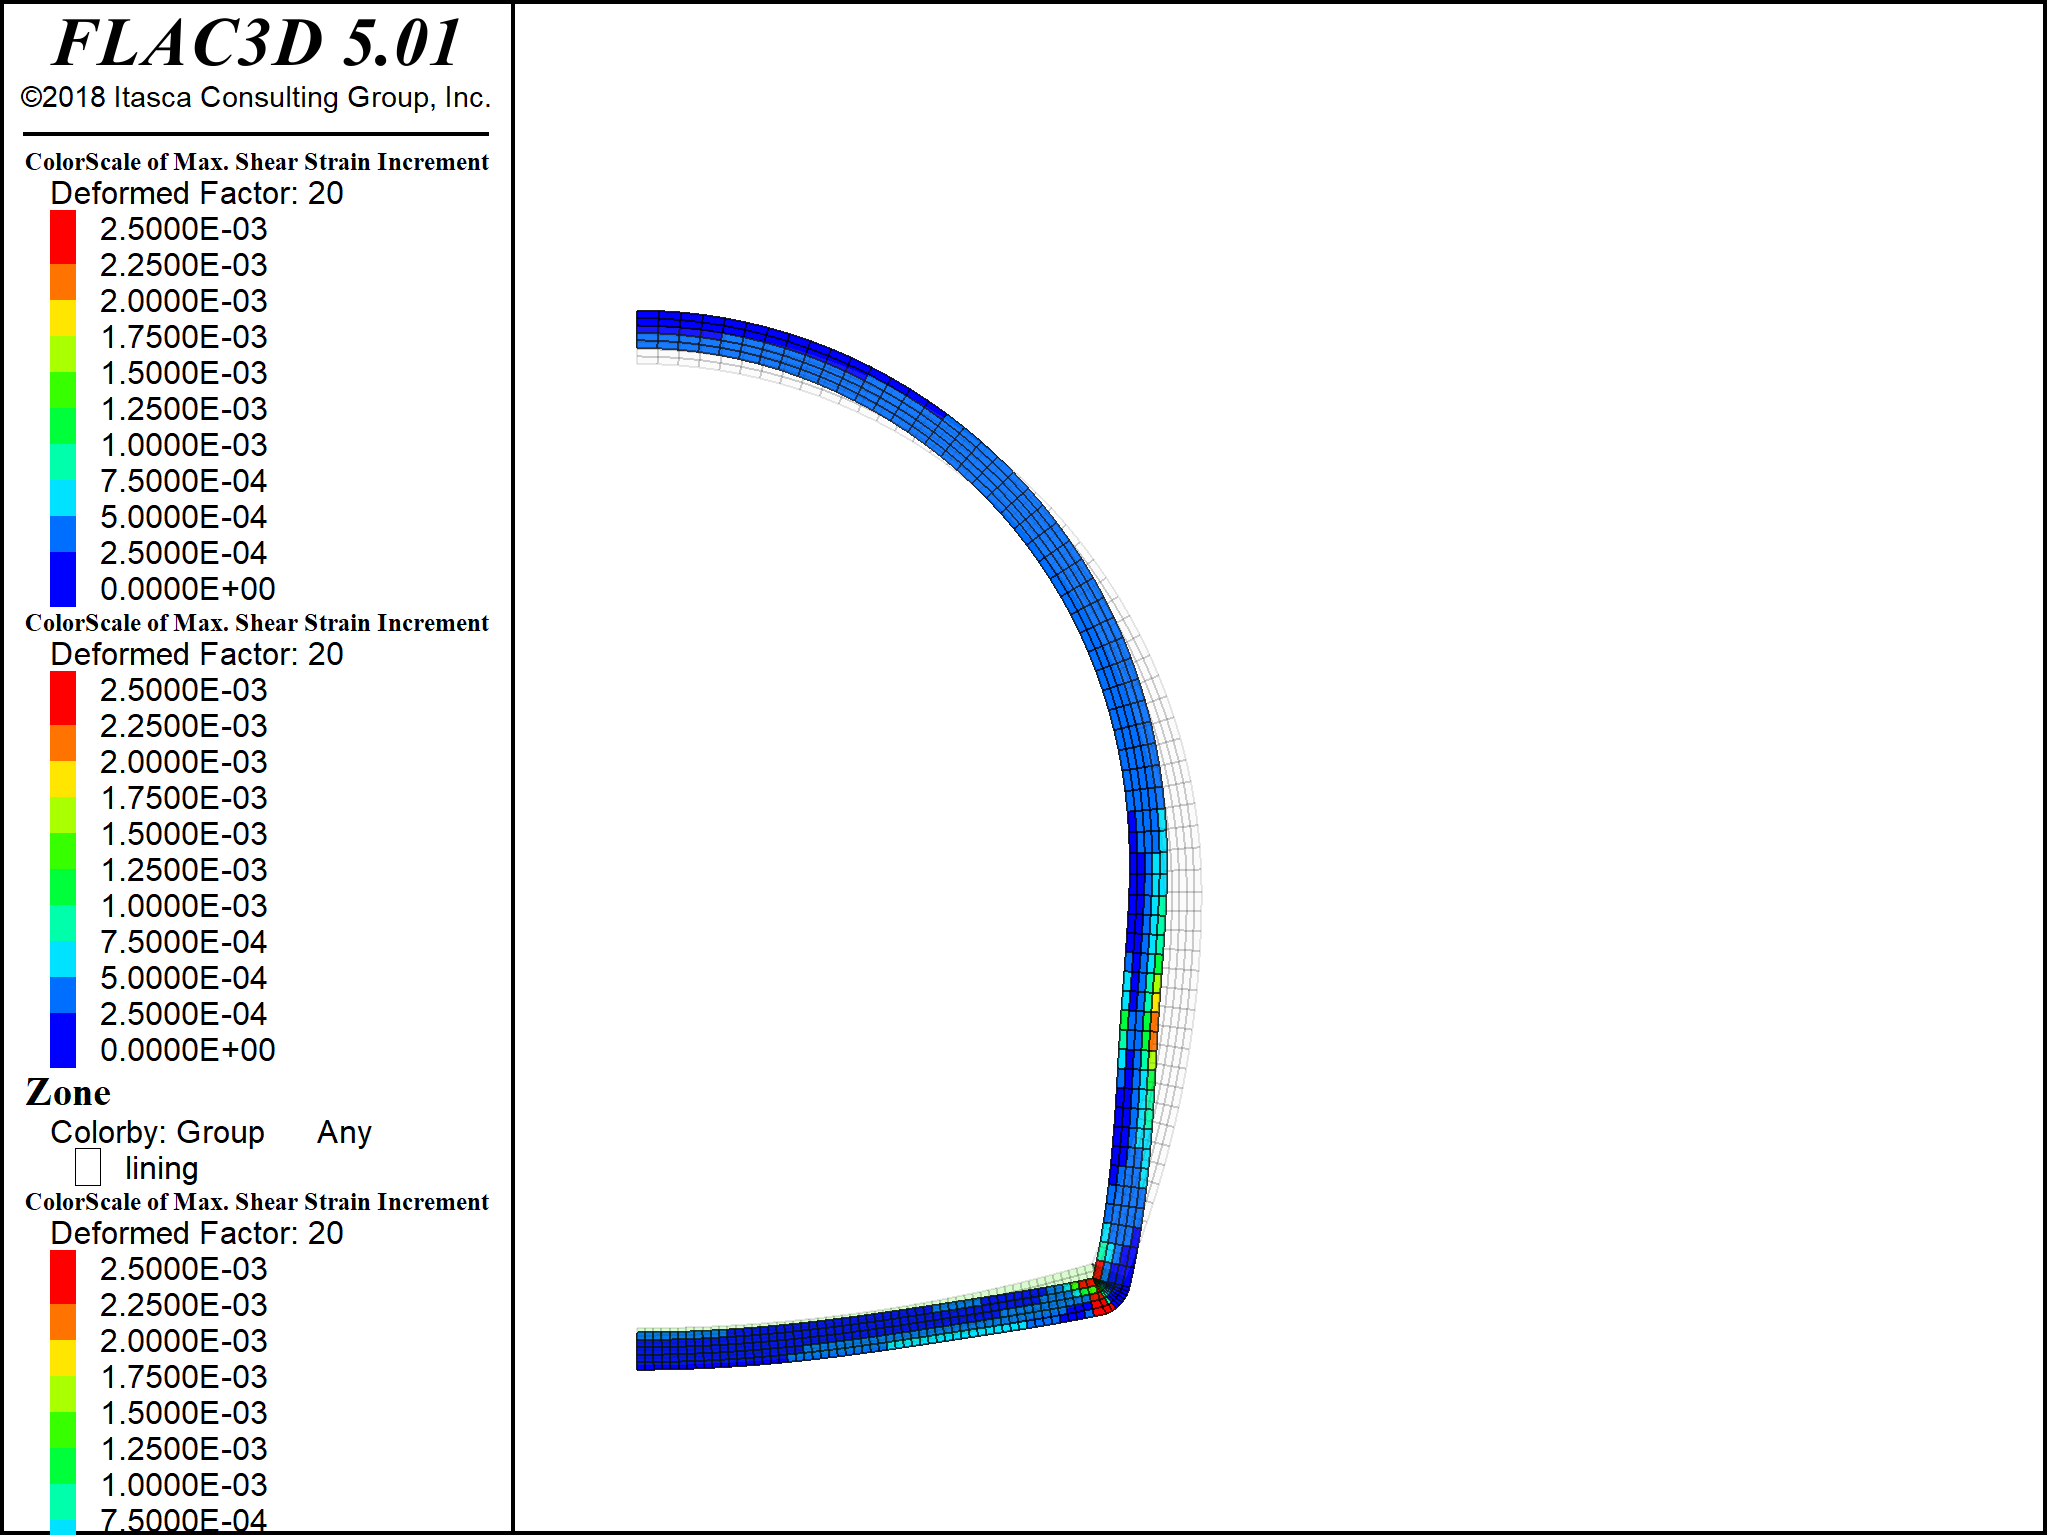 FLAC3D 5.01
©2018 Itasca Consulting Group, Inc.
ColorScale of Max. Shear Strain Increment
Deformed Factor: 20
2.5000E-03
2.2500E-03
2.0000E-03
1.7500E-03
1.5000E-03
1.2500E-03
1.0000E-03
7.5000E-04
5.0000E-04
2.5000E-04
0.0000E+00
ColorScale of Max. Shear Strain Increment
Deformed Factor: 20
2.5000E-03
2.2500E-03
2.0000E-03
1.7500E-03
1.5000E-03
1.2500E-03
1.0000E-03
7.5000E-04
5.0000E-04
2.5000E-04
0.0000E+00
Zone
Colorby: Group Any
lining
ColorScale of Max. Shear Strain Increment
Deformed Factor: 20
2.5000E-03
2.2500E-03
2.0000E-03
1.7500E-03
1.5000E-03
1.2500E-03
1.0000E-03
7.5000E-04